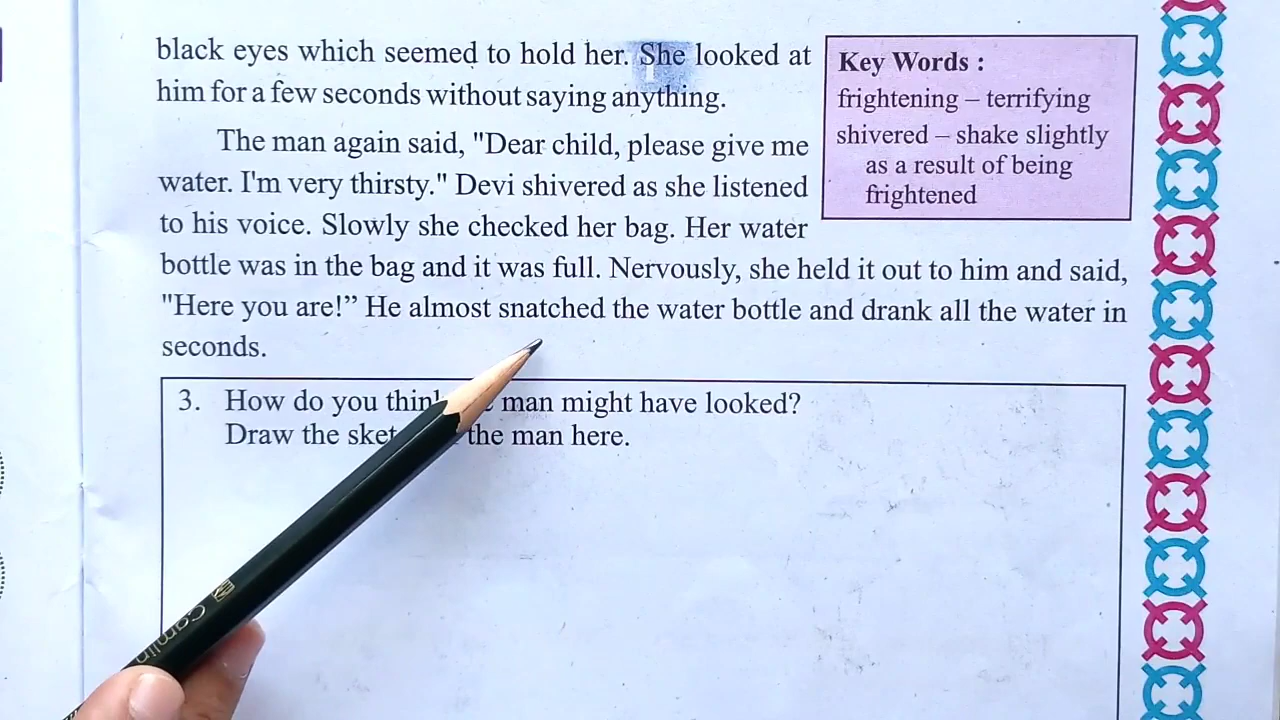 black eyes which seemed to hold her. She looked at
him for a few seconds without saying anything.
The man again said, "Dear child, please give me
water. I'm very thirsty." Devi shivered as she listened
to his voice. Slowly she checked her bag. Her water
bottle was in the bag and it was full. Nervously, she held it out to him and said,
"Here you are!” He almost snatched the water bottle and drank all the water in
seconds.
Key Words :
frightening – terrifying
shivered – shake slightly
as a result of being
frightened
3. How do you man might have looked?
Draw the the man here.
Camlin